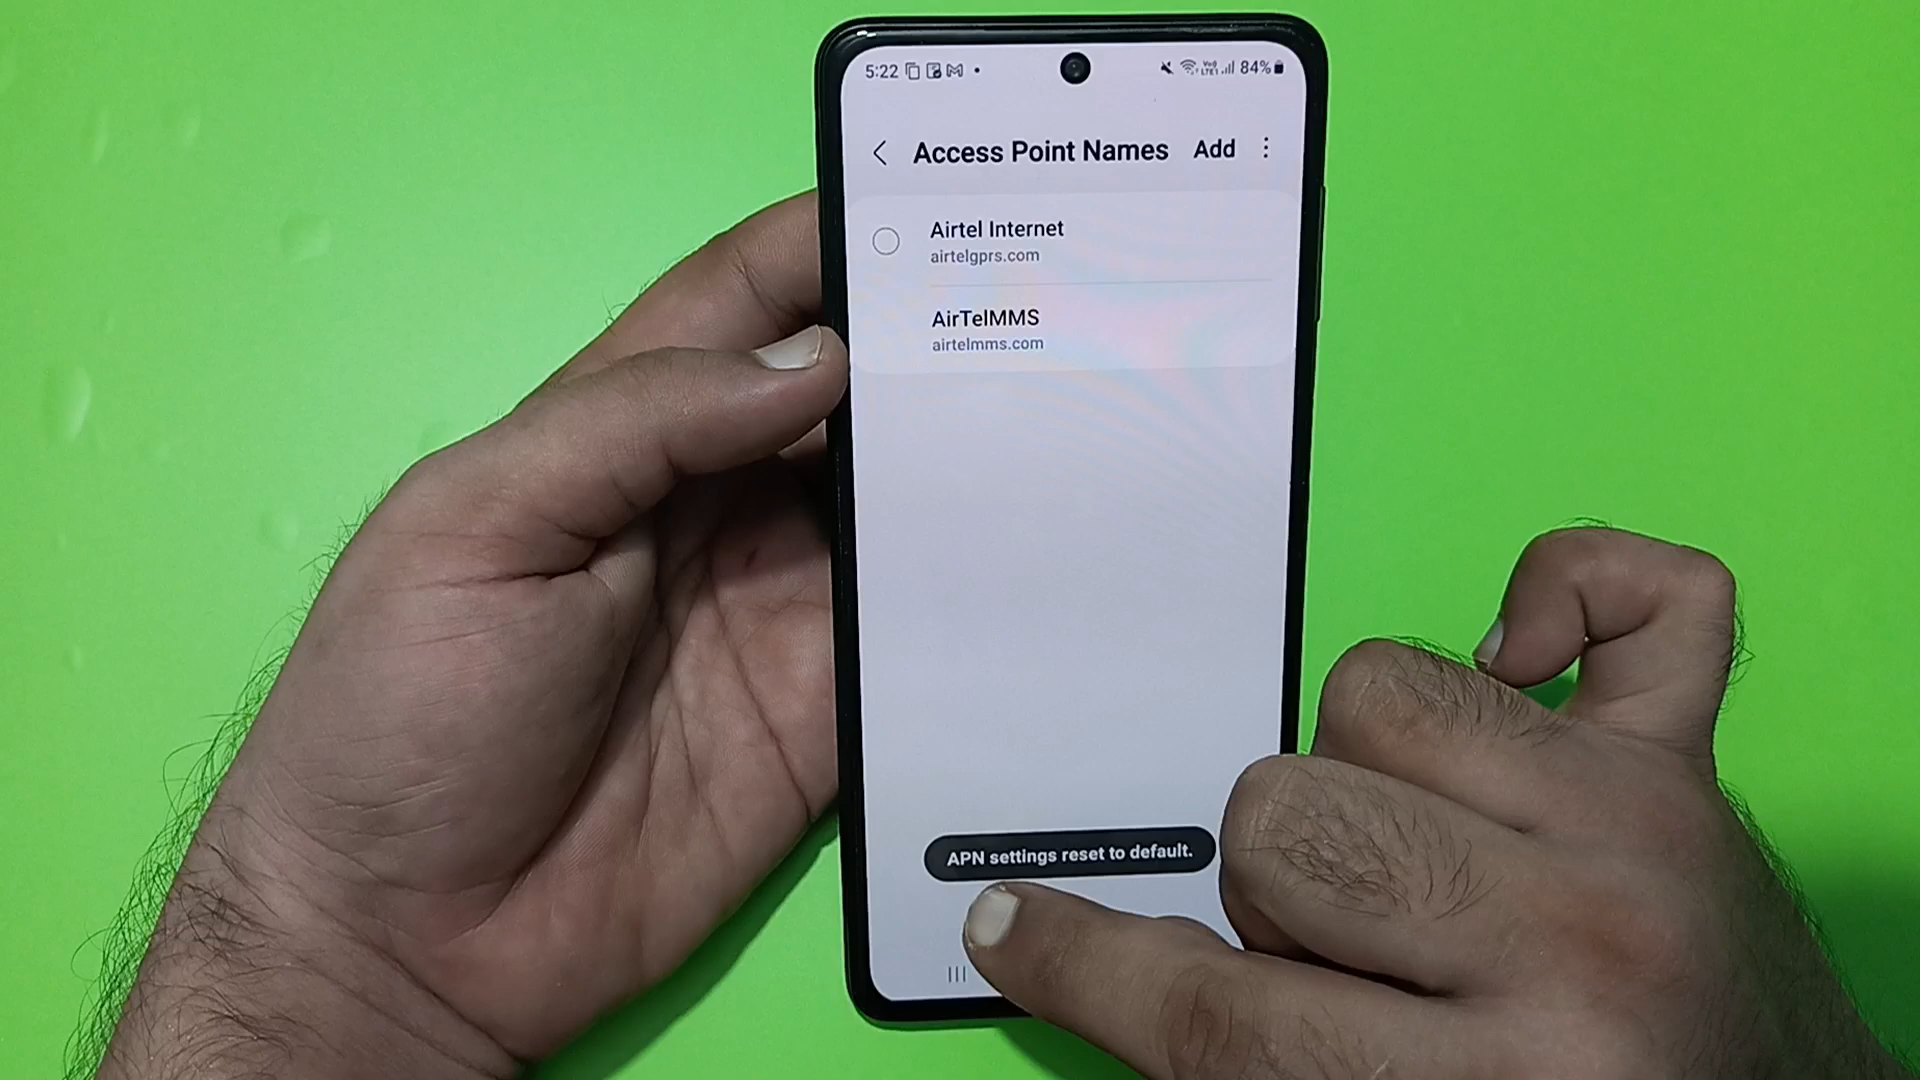 5:22 84%
Access Point Names Add
Airtel Internet
airtelgprs.com
AirTelMMS
airtelmms.com
APN settings reset to default.